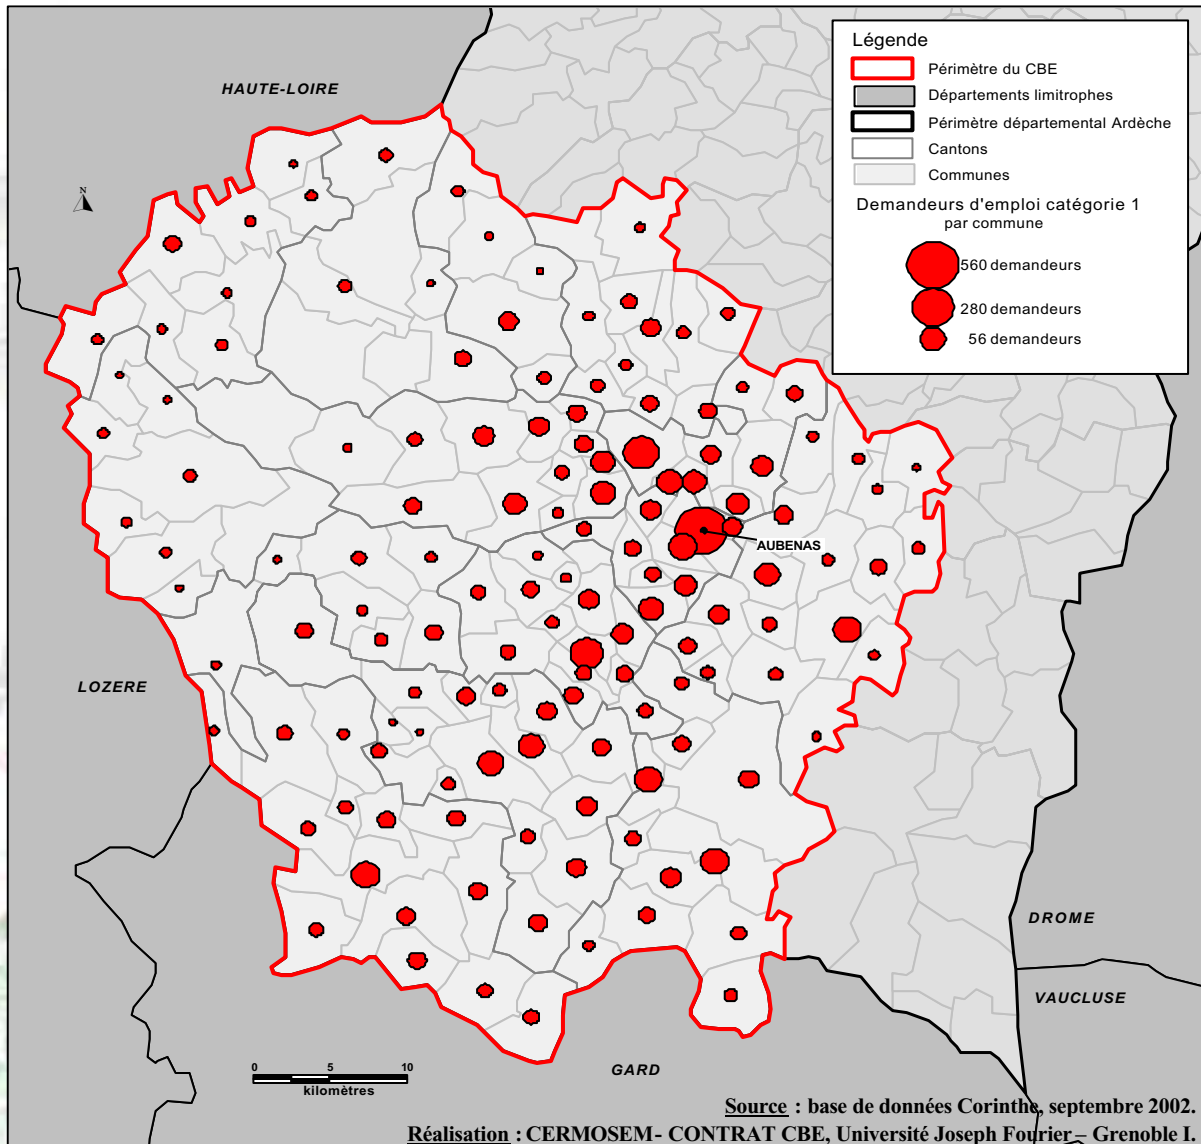 Légende
Périmètre du CBE
Départements limitrophes
Périmètre départemental Ardèche
Cantons
Communes
Demandeurs d'emploi catégorie 1
par commune
560 demandeurs
280 demandeurs
56 demandeurs
HAUTE-LOIRE
N
AUBENAS
LOZERE
DROME
VAUCLUSE
GARD
0 5 10
kilomètres
Source : base de données Corinthe, septembre 2002.
Réalisation : CERMOSEM - CONTRAT CBE, Université Joseph Fourier – Grenoble I.